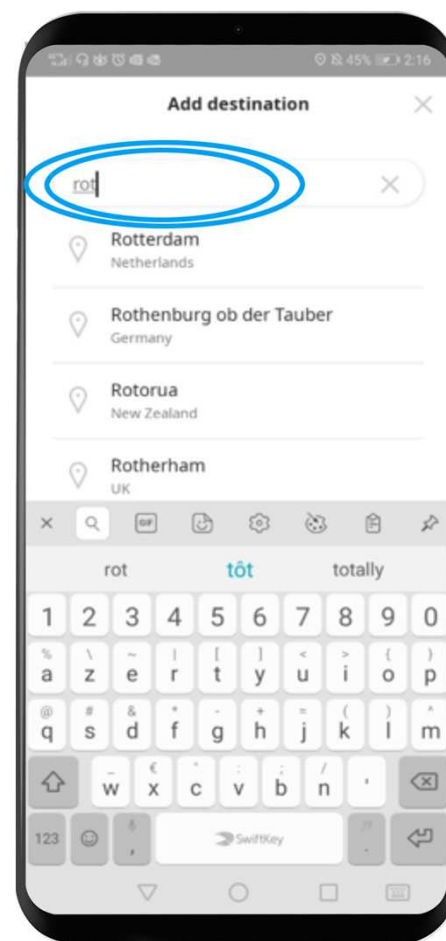 45% 2:16
Add destination
rot
Rotterdam
Netherlands
Rothenburg ob der Tauber
Germany
Rotorua
New Zealand
Rotherham
UK
GIF
rot tôt totally
1 2 3 4 5 6 7 8 9 0
% \ ~ | [ ] < > { }
a z e r t y u i o p
@ # & * - + = ( ) ^
q s d f g h j k l m
_ € " : ; /
w x c v b n '
123 , SwiftKey .